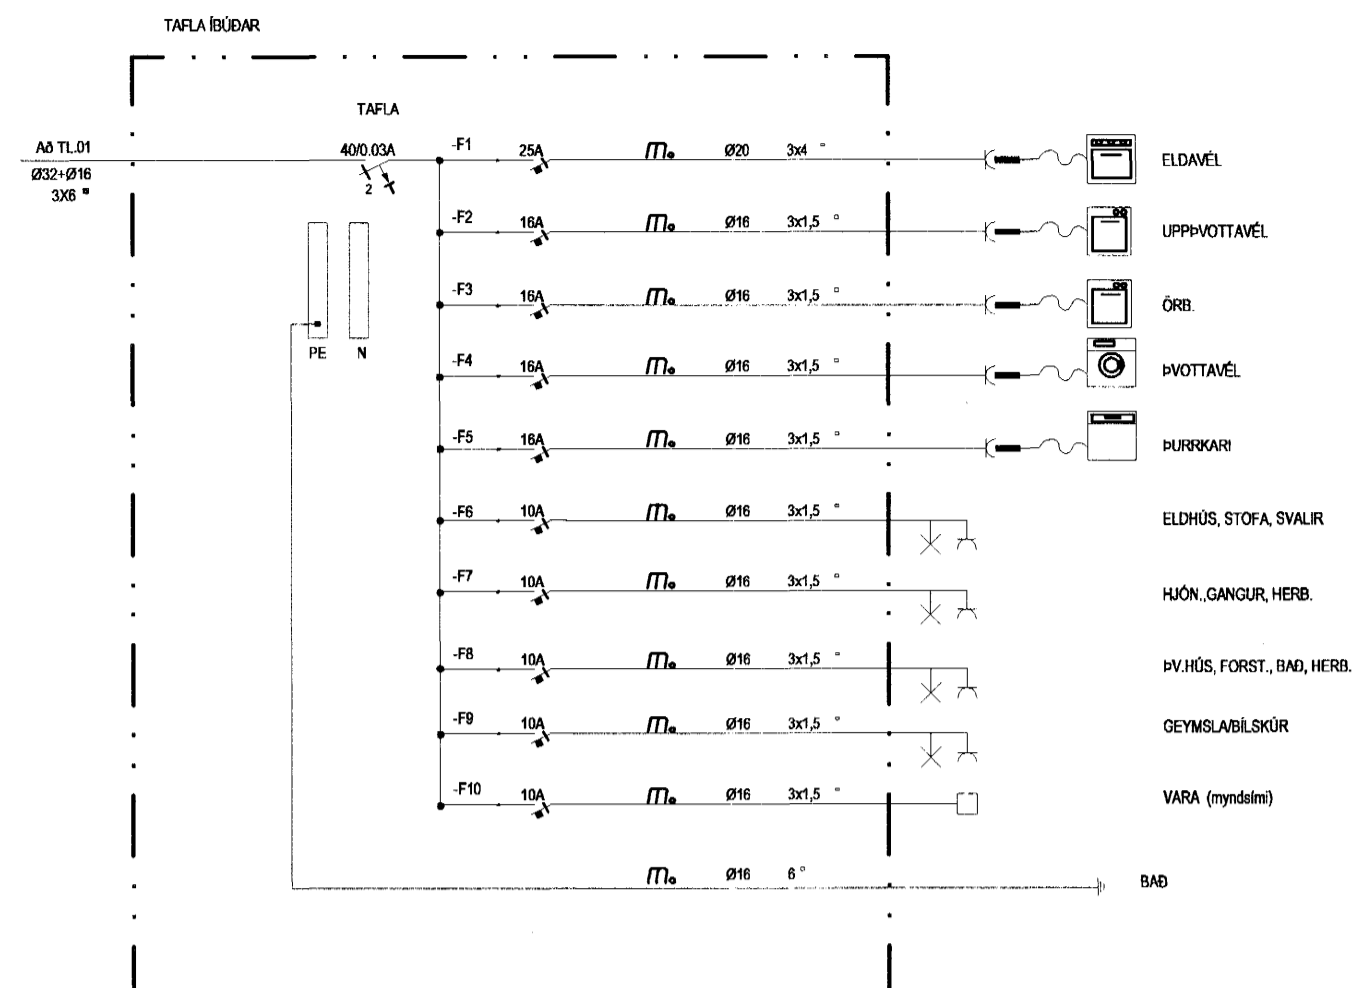 TAFLA ÍBÚÐAR
TAFLA
Að TL.01
Ø32+Ø16
3X6 ▫
40/0.03A
2
PE N
-F1 25A m. Ø20 3x4 ▫ ELDAVÉL
-F2 16A m. Ø16 3x1,5 ▫ UPPÞVOTTAVÉL
-F3 16A m. Ø16 3x1,5 ▫ ÖRB.
-F4 16A m. Ø16 3x1,5 ▫ ÞVOTTAVÉL
-F5 16A m. Ø16 3x1,5 ▫ ÞURRKARI
-F6 10A m. Ø16 3x1,5 ▫ ELDHÚS, STOFA, SVALIR
-F7 10A m. Ø16 3x1,5 ▫ HJÓN.,GANGUR, HERB.
-F8 10A m. Ø16 3x1,5 ▫ ÞV.HÚS, FORST., BAÐ, HERB.
-F9 10A m. Ø16 3x1,5 ▫ GEYMSLA/BÍLSKÚR
-F10 10A m. Ø16 3x1,5 ▫ VARA (myndsími)
m. Ø16 6 ▫ BAÐ